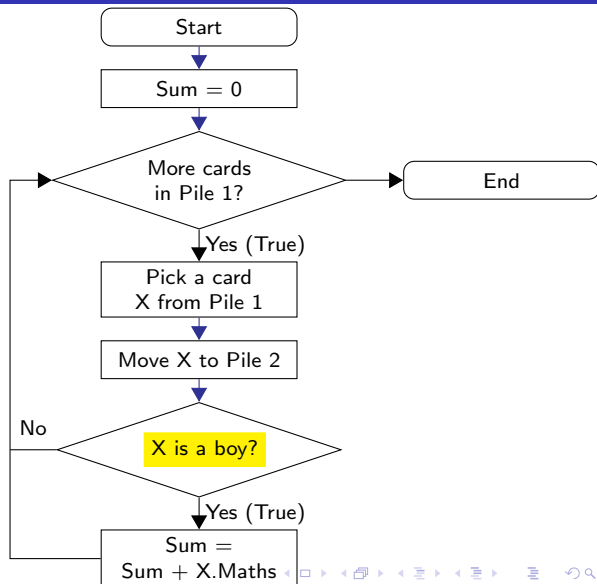 Start
Sum = 0
More cards
in Pile 1?
End
Yes (True)
Pick a card
X from Pile 1
Move X to Pile 2
No
X is a boy?
Yes (True)
Sum =
Sum + X.Maths